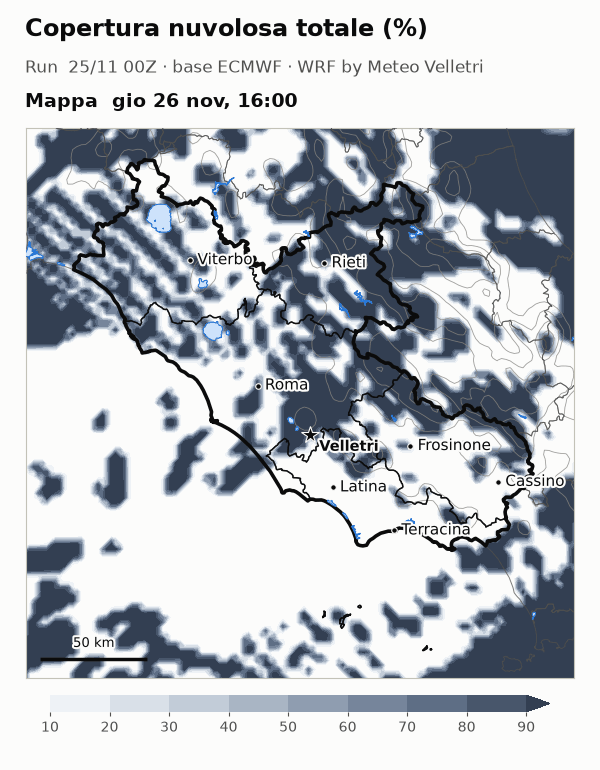 Copertura nuvolosa totale (%)
Run  25/11 00Z · base ECMWF · WRF by Meteo Velletri
Mappa  gio 26 nov, 16:00
Viterbo
Rieti
Roma
Velletri
Frosinone
Latina
Cassino
Terracina
50 km
10 20 30 40 50 60 70 80 90